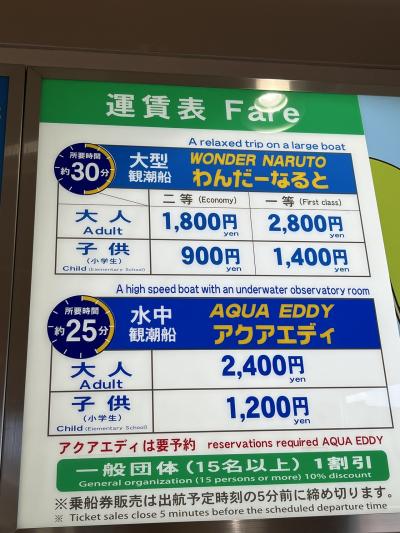 運賃表 Fare
A relaxed trip on a large boat
所要時間
約30分
大型
観潮船
WONDER NARUTO
わんだーなると
二等 (Economy)
一等 (First class)
大人
Adult
1,800円
yen
2,800円
yen
子供
(小学生)
Child (Elementary School)
900円
yen
1,400円
yen
A high speed boat with an underwater observatory room
所要時間
約25分
水中
観潮船
AQUA EDDY
アクアエディ
大人
Adult
2,400円
yen
子供
(小学生)
Child (Elementary School)
1,200円
yen
アクアエディは要予約 reservations required AQUA EDDY
一般団体(15名以上)1割引
General organization (15 persons or more) 10% discount
※乗船券販売は出航予定時刻の5分前に締め切ります。
※ Ticket sales close 5 minutes before the scheduled departure time